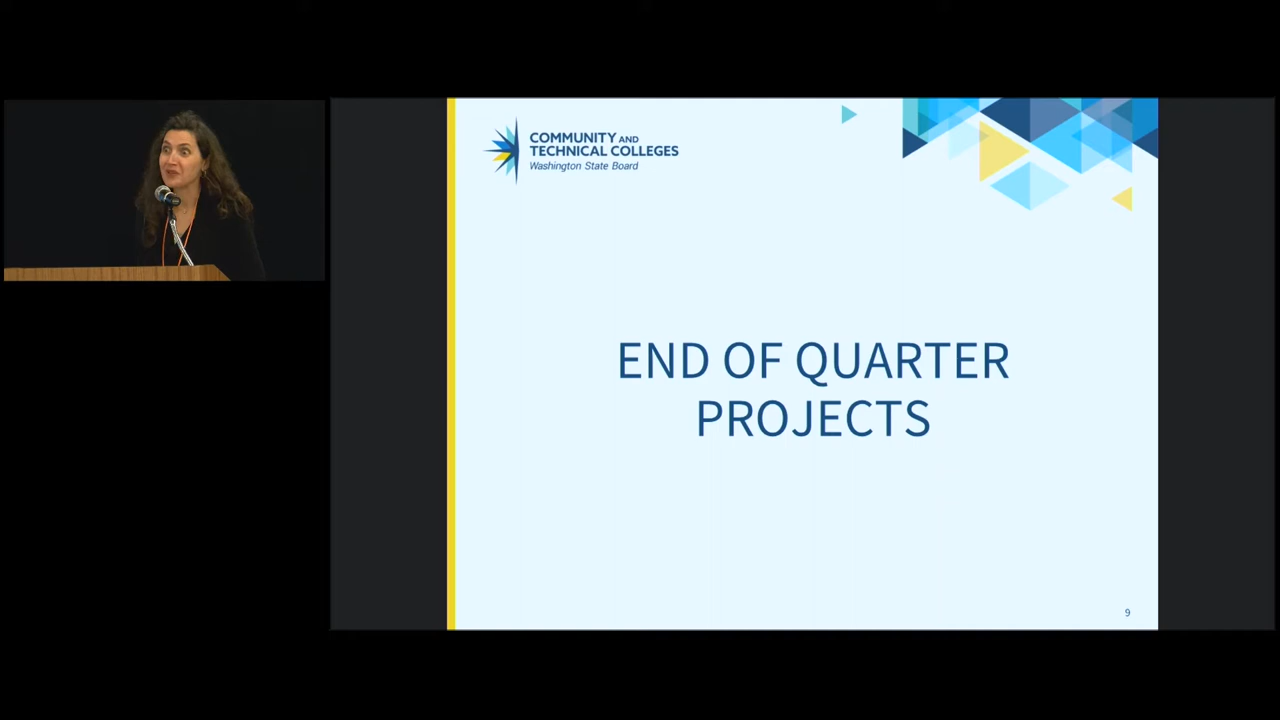 COMMUNITY AND
TECHNICAL COLLEGES
Washington State Board
END OF QUARTER
PROJECTS
9